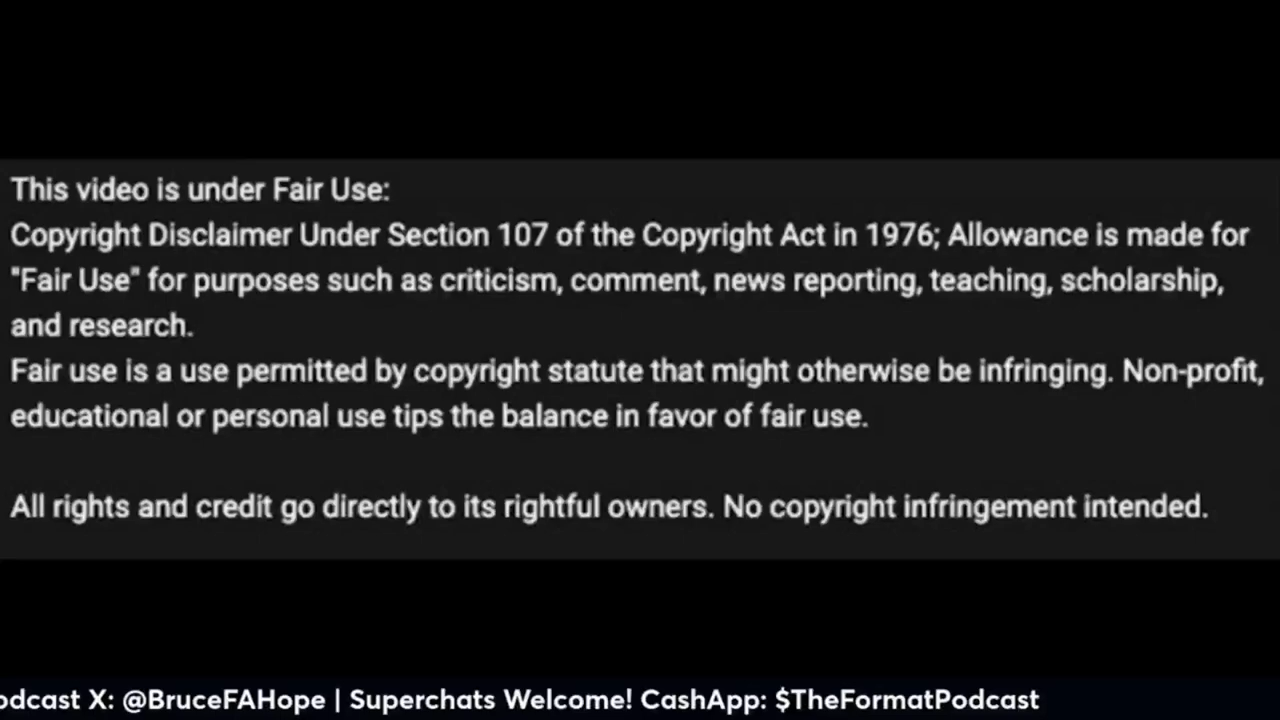 This video is under Fair Use:
Copyright Disclaimer Under Section 107 of the Copyright Act in 1976; Allowance is made for
"Fair Use" for purposes such as criticism, comment, news reporting, teaching, scholarship,
and research.
Fair use is a use permitted by copyright statute that might otherwise be infringing. Non-profit,
educational or personal use tips the balance in favor of fair use.
All rights and credit go directly to its rightful owners. No copyright infringement intended.
odcast X: @BruceFAHope | Superchats Welcome! CashApp: $TheFormatPodcast